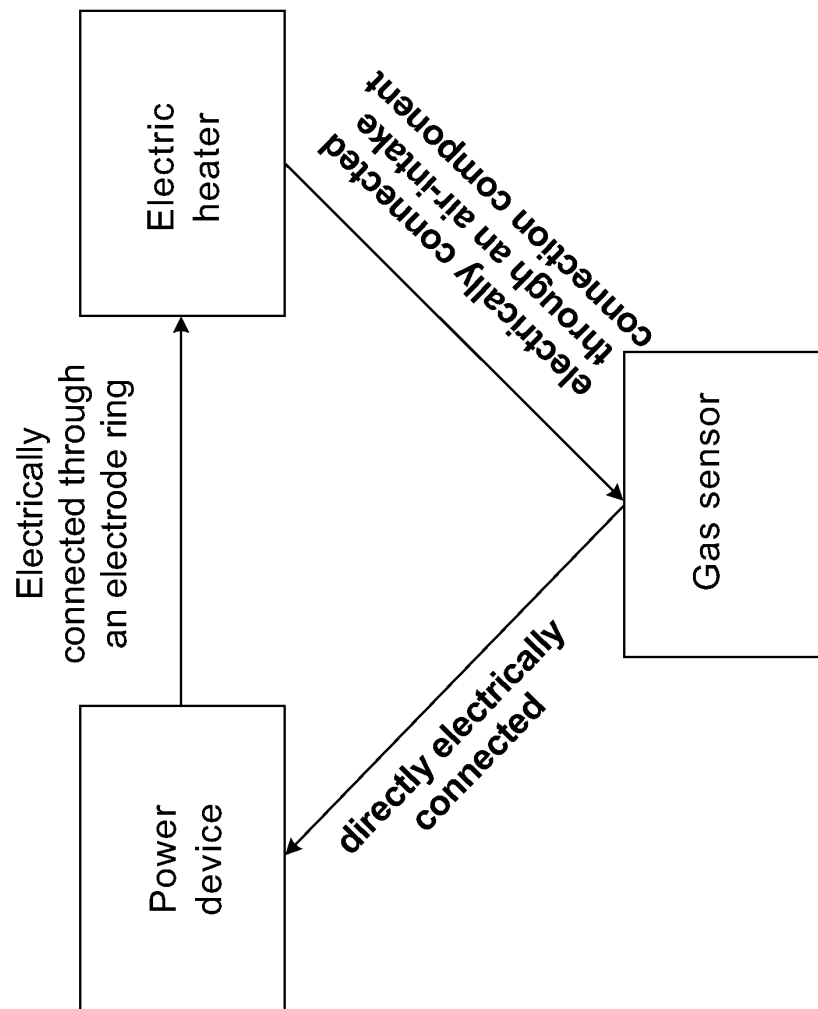 Power
device
Electrically
connected through
an electrode ring
Electric
heater
electrically connected
through an air-intake
connection component
directly electrically
connected
Gas sensor